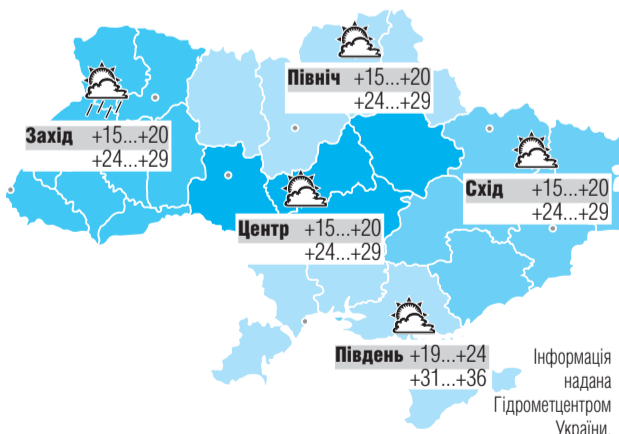 Північ +15...+20
+24...+29
Захід +15...+20
+24...+29
Схід +15...+20
+24...+29
Центр +15...+20
+24...+29
Південь +19...+24
+31...+36
Інформація
надана
Гідрометцентром
України.